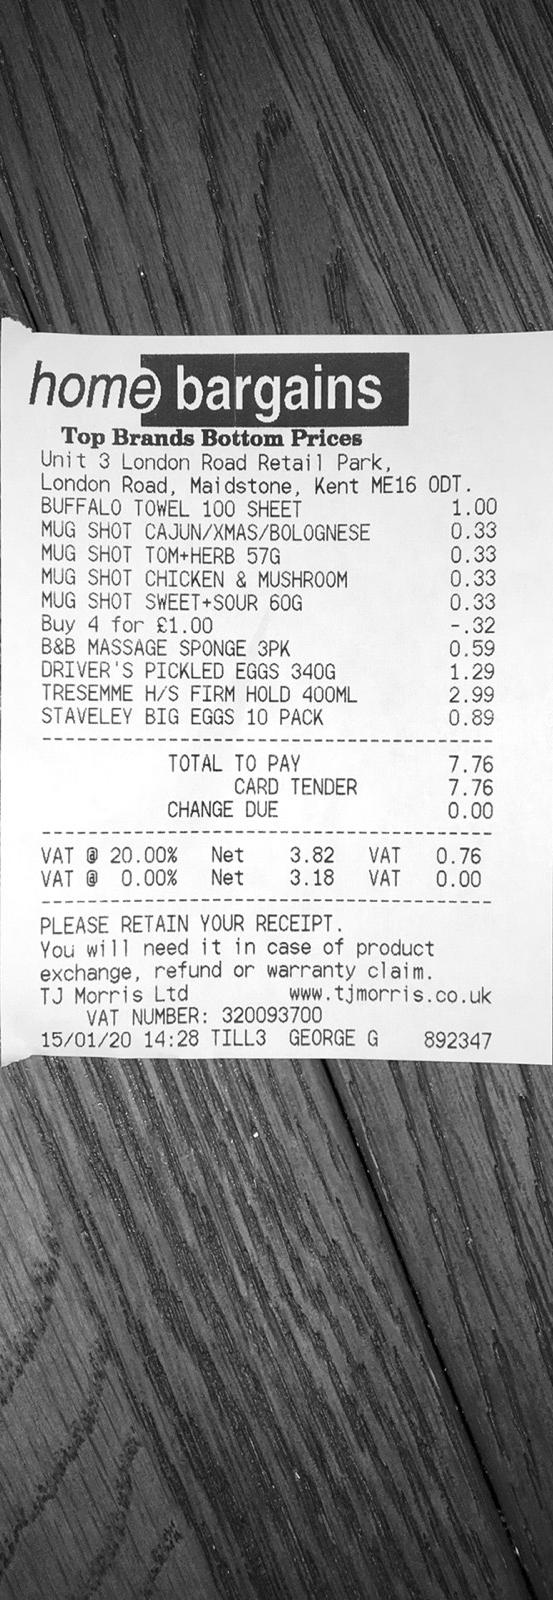 home bargains
Top Brands Bottom Prices
Unit 3 London Road Retail Park,
London Road, Maidstone, Kent ME16 0DT.
BUFFALO TOWEL 100 SHEET 1.00
MUG SHOT CAJUN/XMAS/BOLOGNESE 0.33
MUG SHOT TOM+HERB 57G 0.33
MUG SHOT CHICKEN & MUSHROOM 0.33
MUG SHOT SWEET+SOUR 60G 0.33
Buy 4 for £1.00 -.32
B&B MASSAGE SPONGE 3PK 0.59
DRIVER'S PICKLED EGGS 340G 1.29
TRESEMME H/S FIRM HOLD 400ML 2.99
STAVELEY BIG EGGS 10 PACK 0.89
----------------------------------------
TOTAL TO PAY 7.76
CARD TENDER 7.76
CHANGE DUE 0.00
----------------------------------------
VAT @ 20.00% Net 3.82 VAT 0.76
VAT @ 0.00% Net 3.18 VAT 0.00
----------------------------------------
PLEASE RETAIN YOUR RECEIPT.
You will need it in case of product
exchange, refund or warranty claim.
TJ Morris Ltd www.tjmorris.co.uk
VAT NUMBER: 320093700
15/01/20 14:28 TILL3 GEORGE G 892347